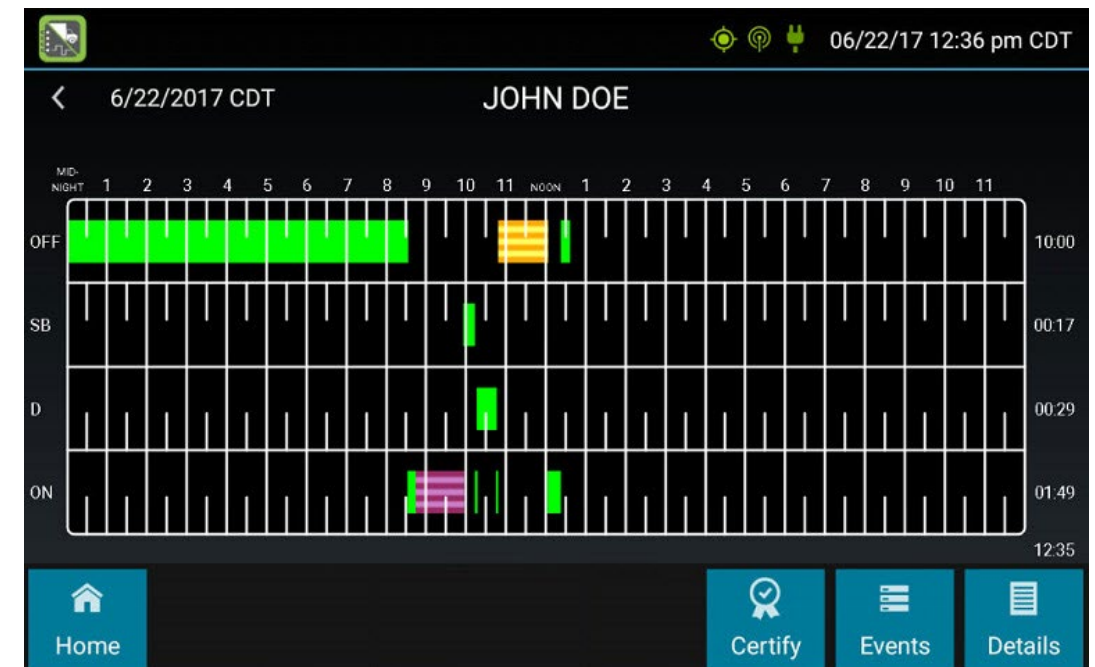 06/22/17 12:36 pm CDT
6/22/2017 CDT JOHN DOE
MID-
NIGHT 1 2 3 4 5 6 7 8 9 10 11 NOON 1 2 3 4 5 6 7 8 9 10 11
OFF 10:00
SB 00:17
D 00:29
ON 01:49
12:35
Home Certify Events Details